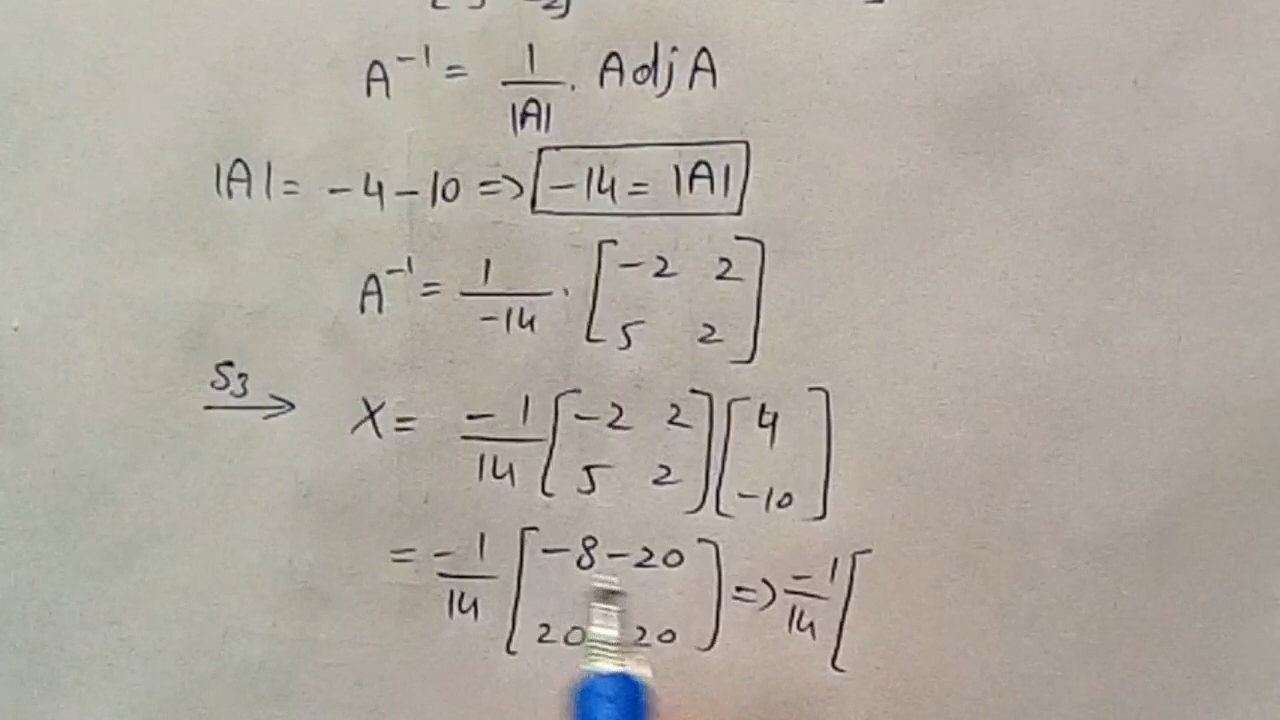 A⁻¹ = 1/|A| . Adj A
|A| = -4-10 => -14 = |A|
A⁻¹ = 1/-14 . [-2 2; 5 2]
S3 → X = -1/14 [-2 2; 5 2] [4; -10]
= -1/14 [-8-20; 20 20] => -1/14 [